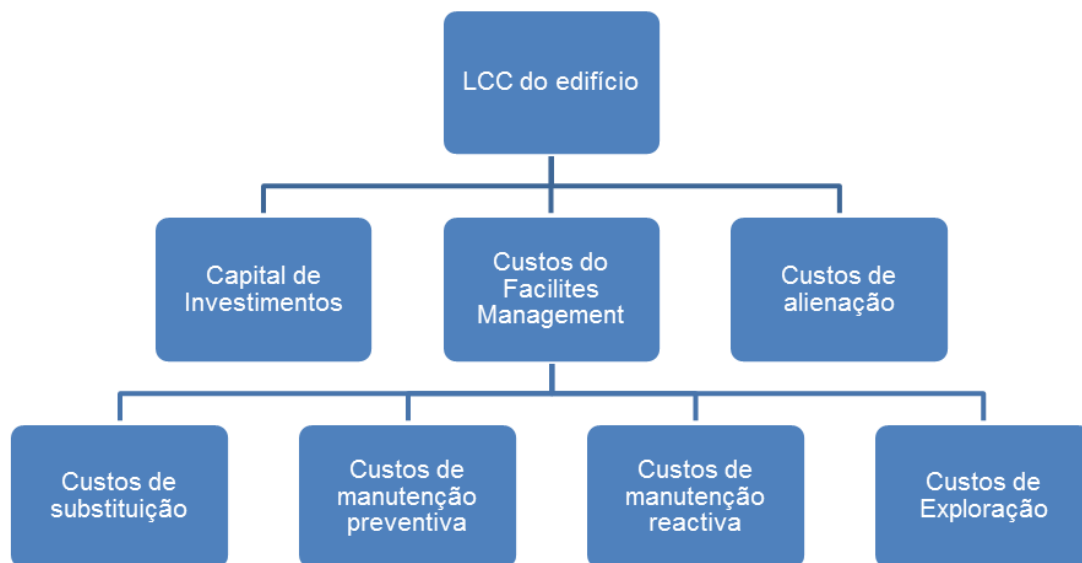 LCC do edifício
Capital de
Investimentos
Custos do
Facilites
Management
Custos de
alienação
Custos de
substituição
Custos de
manutenção
preventiva
Custos de
manutenção
reactiva
Custos de
Exploração